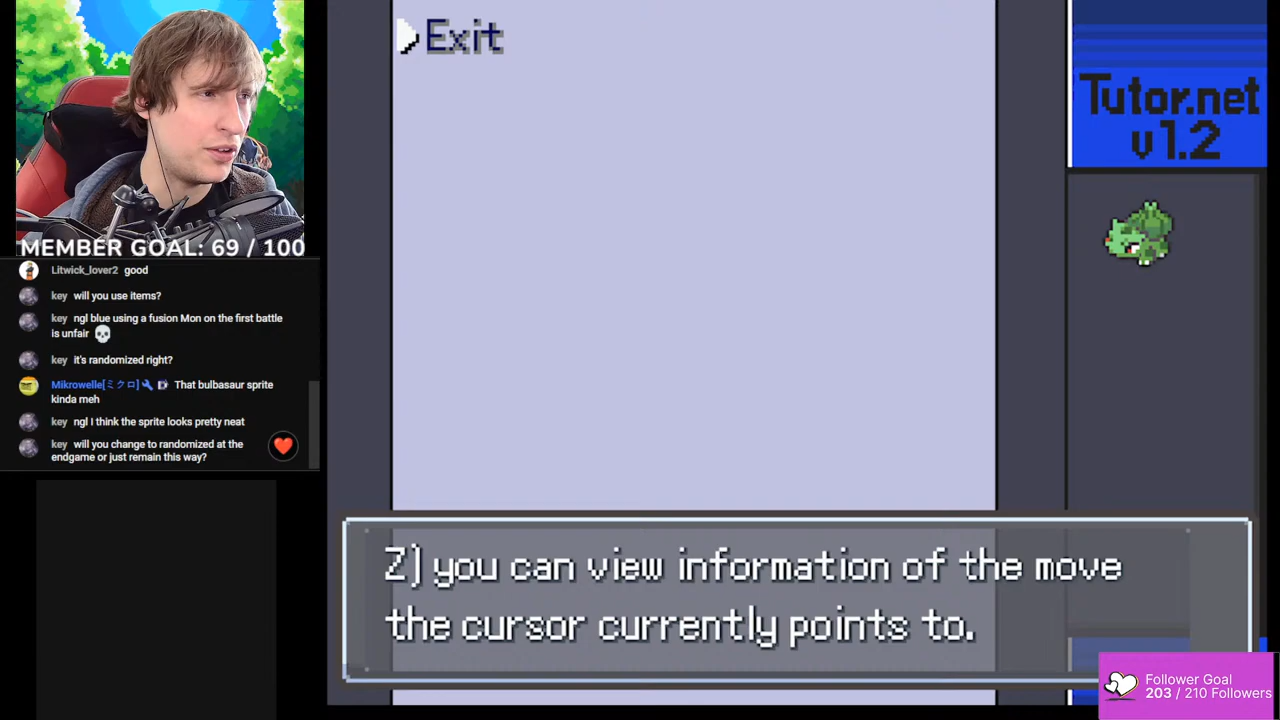 Exit
Tutor.net
v1.2
MEMBER GOAL: 69 / 100
Litwick_lover2 good
key will you use items?
key ngl blue using a fusion Mon on the first battle
is unfair 💀
key it's randomized right?
Mikrowelle[ミクロ] That bulbasaur sprite
kinda meh
key ngl I think the sprite looks pretty neat
key will you change to randomized at the
endgame or just remain this way?
Z) you can view information of the move
the cursor currently points to.
Follower Goal
203 / 210 Followers